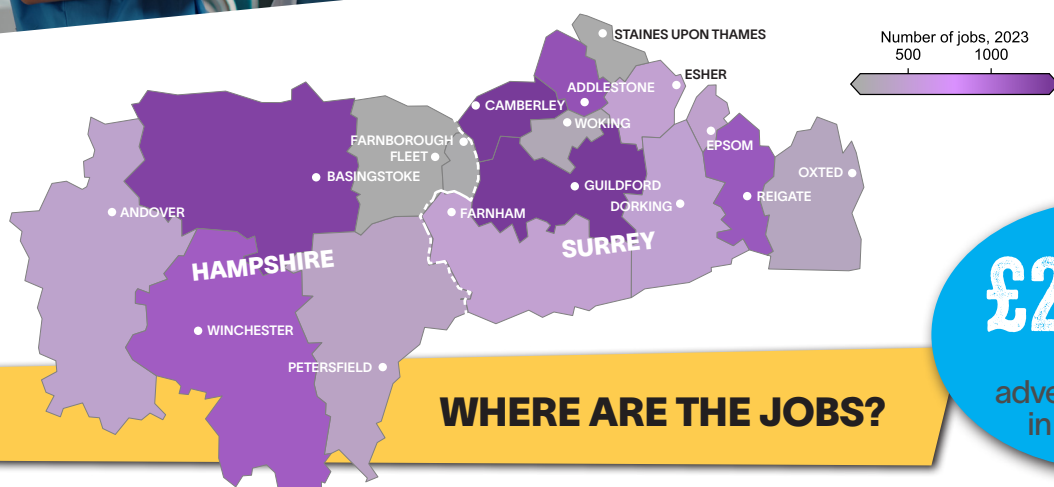 STAINES UPON THAMES
Number of jobs, 2023
500 1000
ESHER
ADDLESTONE
CAMBERLEY
WOKING
FARNBOROUGH
FLEET
EPSOM
BASINGSTOKE
OXTED
GUILDFORD
REIGATE
DORKING
ANDOVER
FARNHAM
SURREY
HAMPSHIRE
WINCHESTER
PETERSFIELD
WHERE ARE THE JOBS?
£2
adve
in